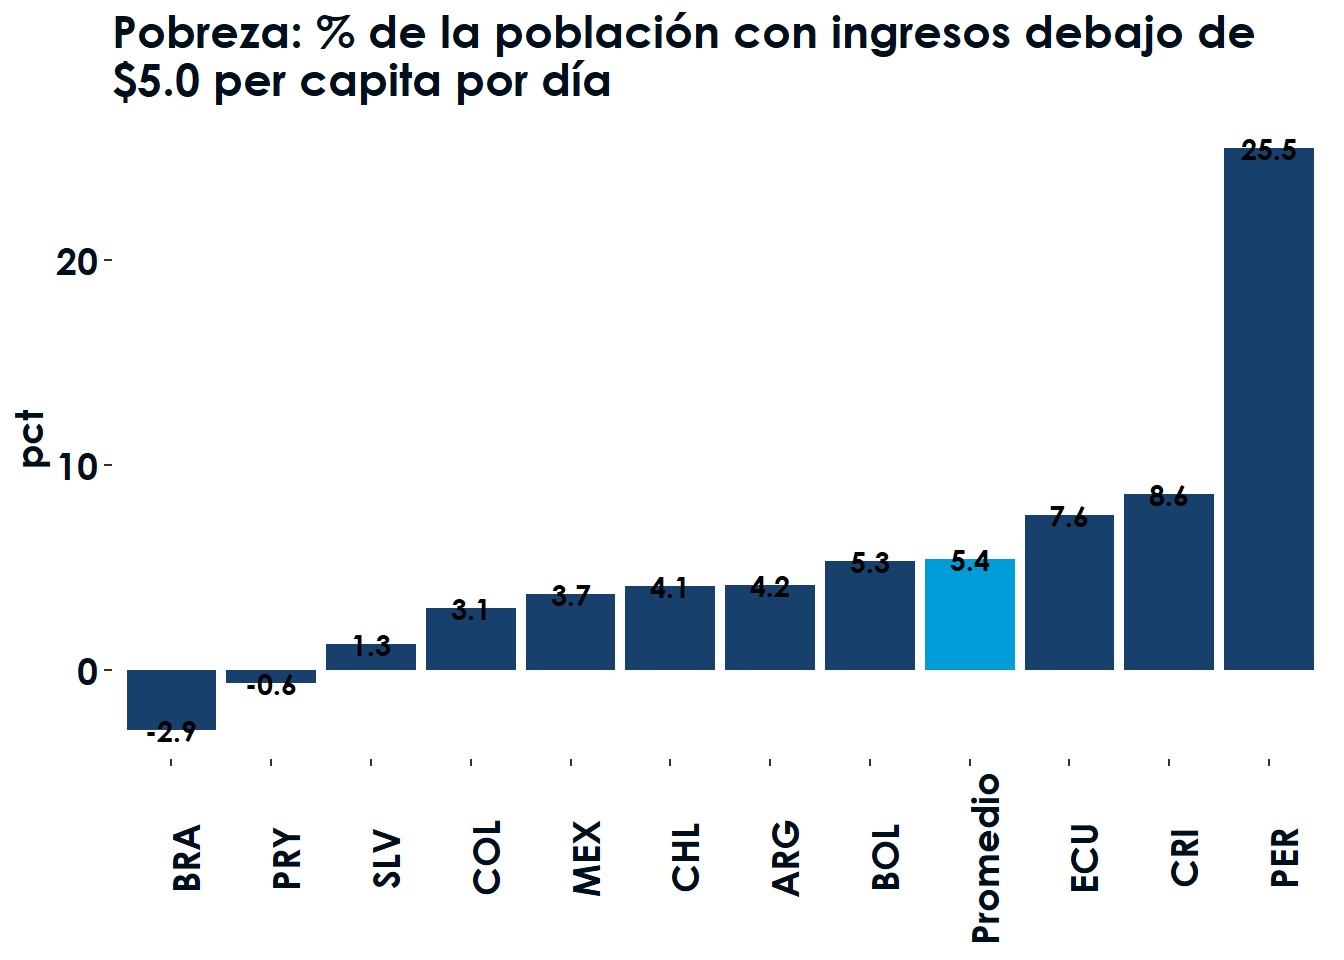 Pobreza: % de la población con ingresos debajo de
$5.0 per capita por día
25.5
20
pct
10
8.6
7.6
5.4
5.3
4.2
4.1
3.7
3.1
1.3
0
-0.6
-2.9
BRA
PRY
SLV
COL
MEX
CHL
ARG
BOL
Promedio
ECU
CRI
PER